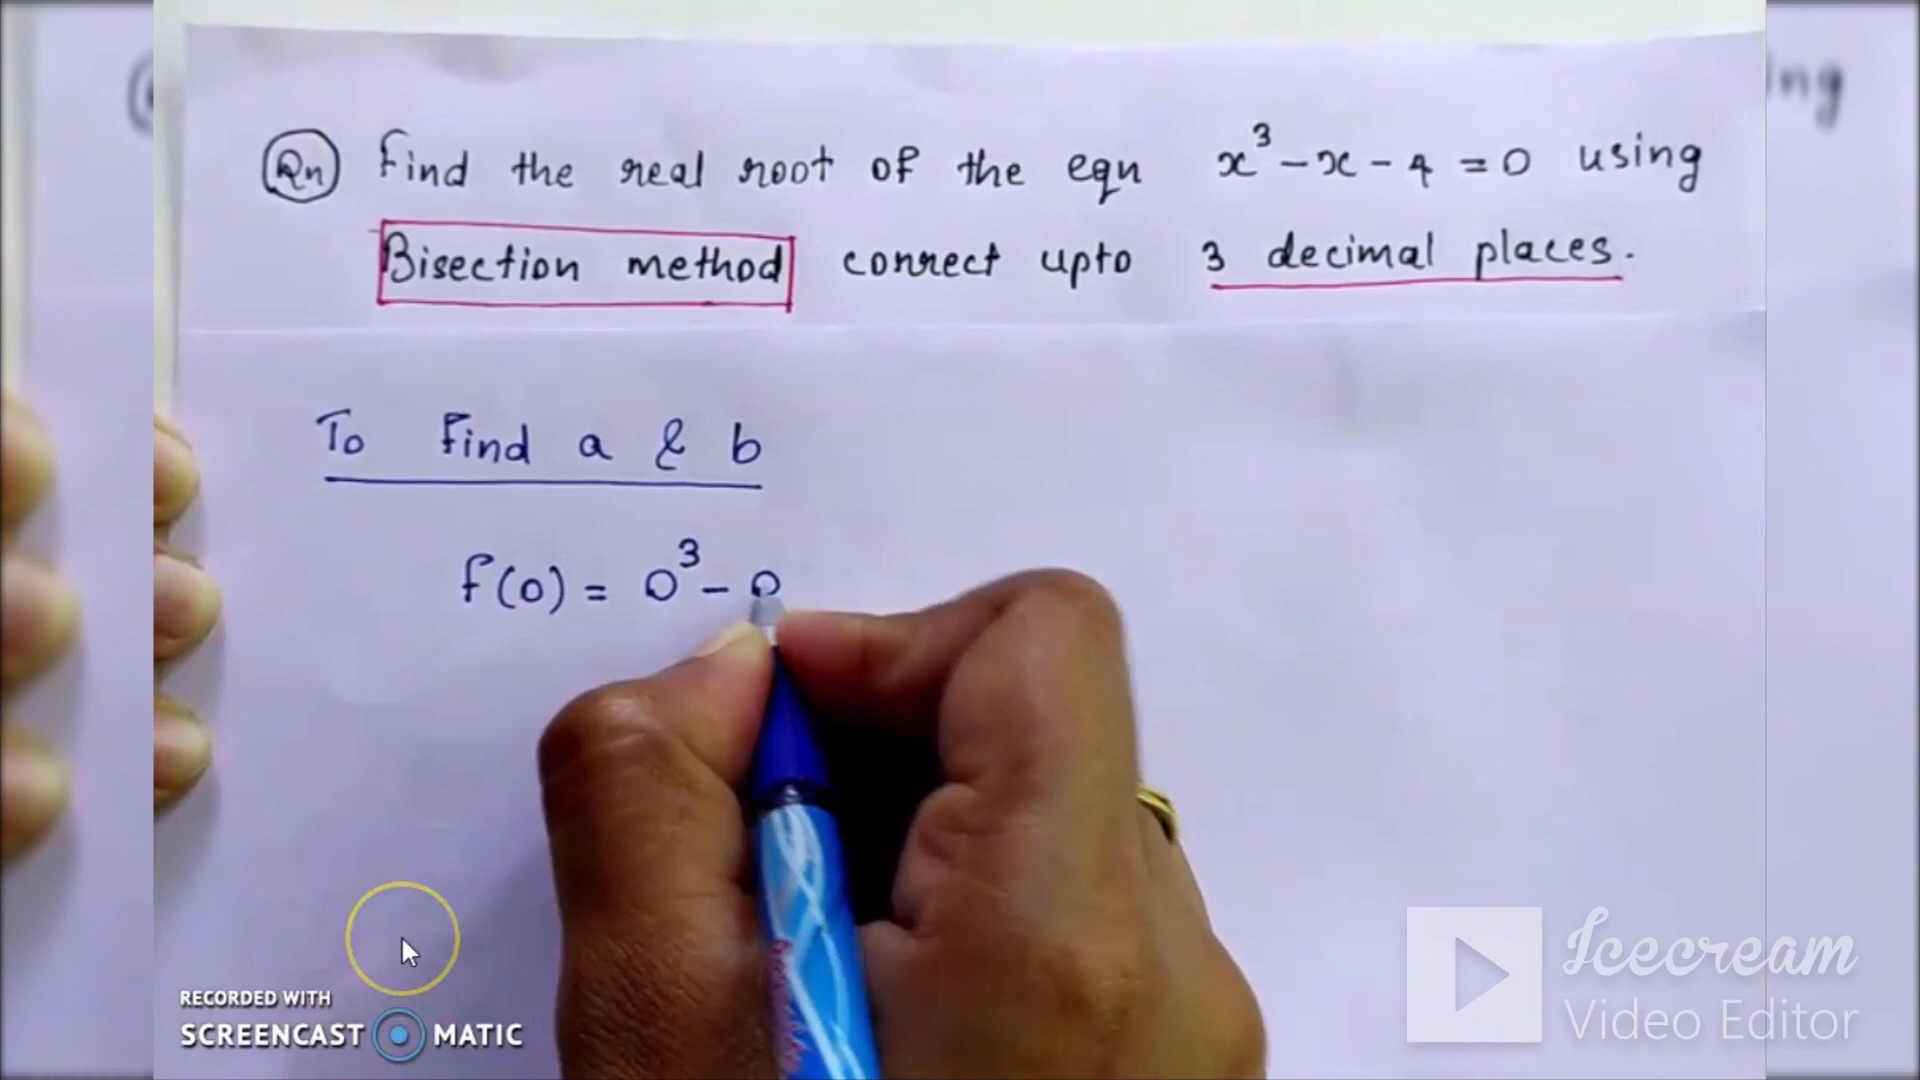 Qn Find the real root of the eqn x³ - x - 4 = 0 using
Bisection method correct upto 3 decimal places.
To Find a & b
f(0) = 0³ - 0
RECORDED WITH
SCREENCAST MATIC
Icecream
Video Editor